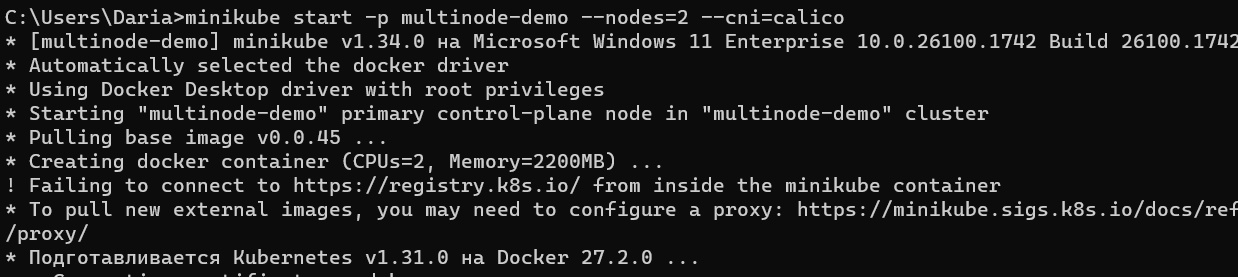 C:\Users\Daria>minikube start -p multinode-demo --nodes=2 --cni=calico
* [multinode-demo] minikube v1.34.0 на Microsoft Windows 11 Enterprise 10.0.26100.1742 Build 26100.1742
* Automatically selected the docker driver
* Using Docker Desktop driver with root privileges
* Starting "multinode-demo" primary control-plane node in "multinode-demo" cluster
* Pulling base image v0.0.45 ...
* Creating docker container (CPUs=2, Memory=2200MB) ...
! Failing to connect to https://registry.k8s.io/ from inside the minikube container
* To pull new external images, you may need to configure a proxy: https://minikube.sigs.k8s.io/docs/ref
/proxy/
* Подготавливается Kubernetes v1.31.0 на Docker 27.2.0 ...